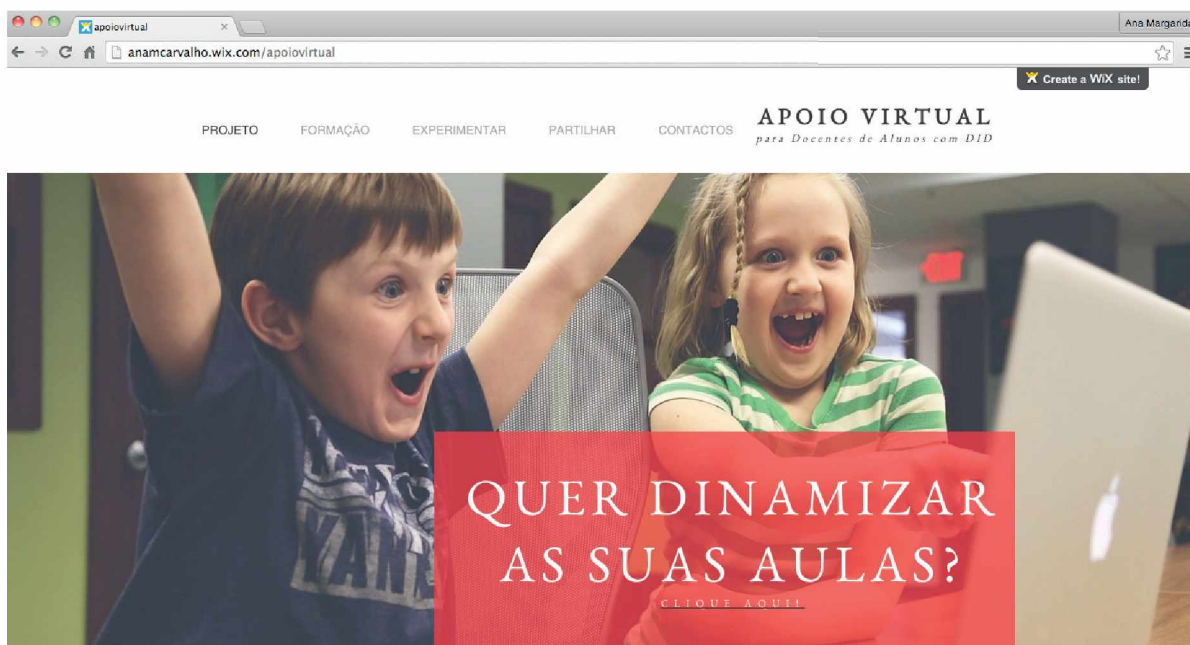 apoiovirtual
Ana Margarida
anamcarvalho.wix.com/apoiovirtual
Create a WiX site!
PROJETO FORMAÇÃO EXPERIMENTAR PARTILHAR CONTACTOS
APOIO VIRTUAL
para Docentes de Alunos com DID
QUER DINAMIZAR
AS SUAS AULAS?
CLIQUE AQUI!